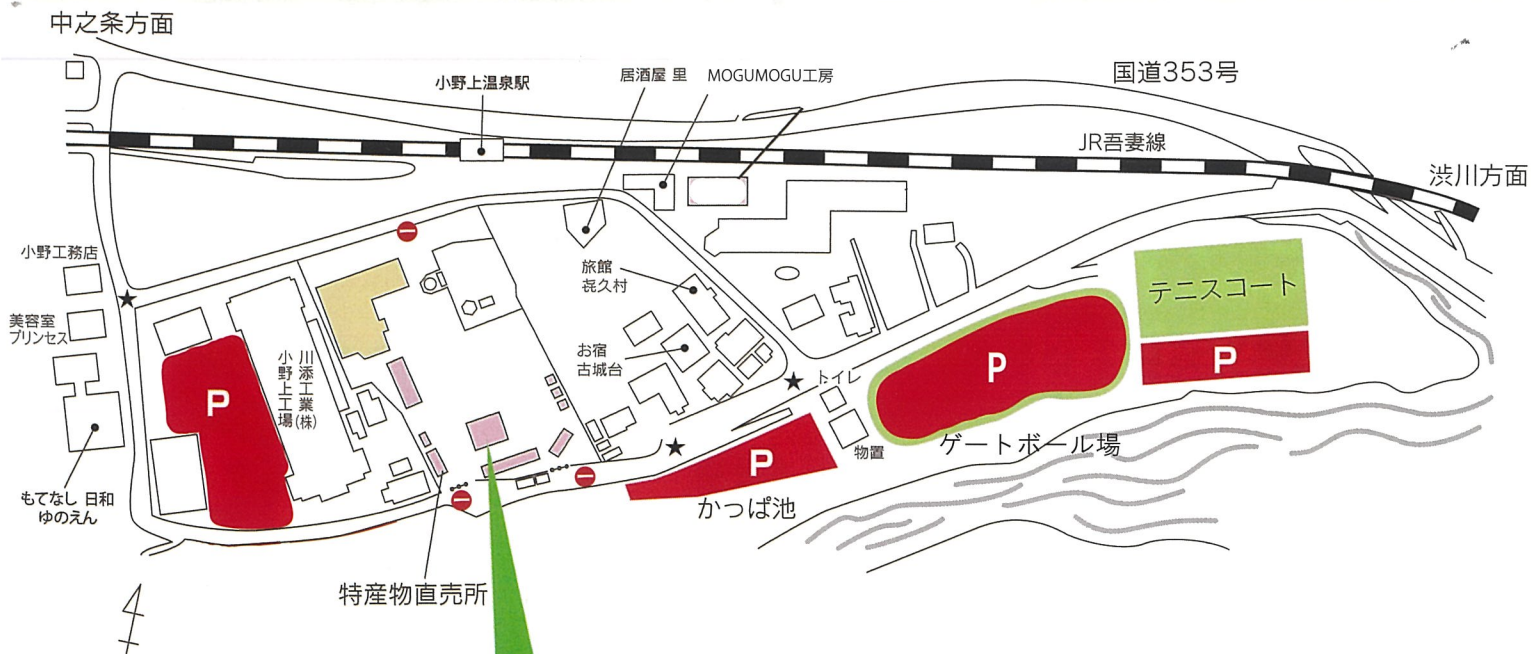 中之条方面
小野上温泉駅
居酒屋 里
MOGUMOGU工房
国道353号
JR吾妻線
渋川方面
小野工務店
美容室
プリンセス
旅館
㐂久村
お宿
古城台
テニスコート
P
川添工業(株)
小野上工場
P
トイレ
P
物置
ゲートボール場
P
かっぱ池
もてなし 日和
ゆのえん
特産物直売所